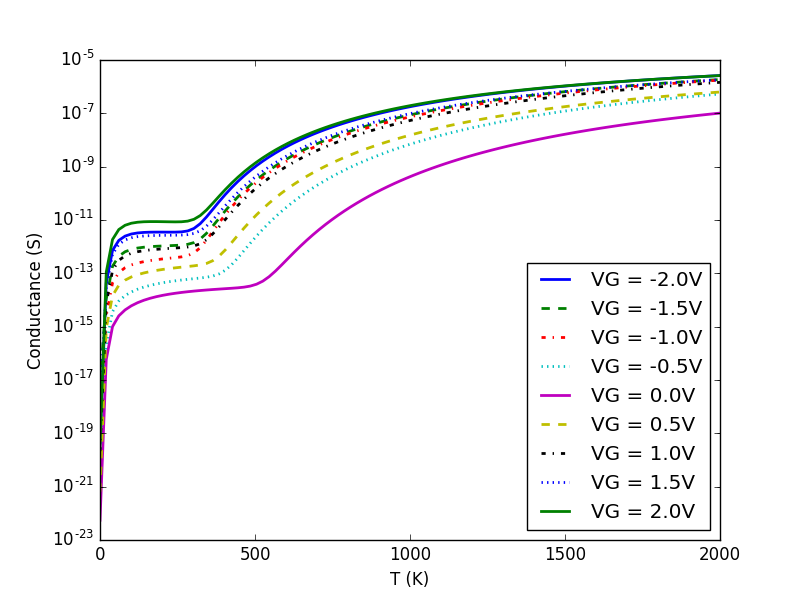 10^-5
10^-7
10^-9
10^-11
10^-13
10^-15
10^-17
10^-19
10^-21
10^-23
Conductance (S)
0 500 1000 1500 2000
T (K)
VG = -2.0V
VG = -1.5V
VG = -1.0V
VG = -0.5V
VG = 0.0V
VG = 0.5V
VG = 1.0V
VG = 1.5V
VG = 2.0V